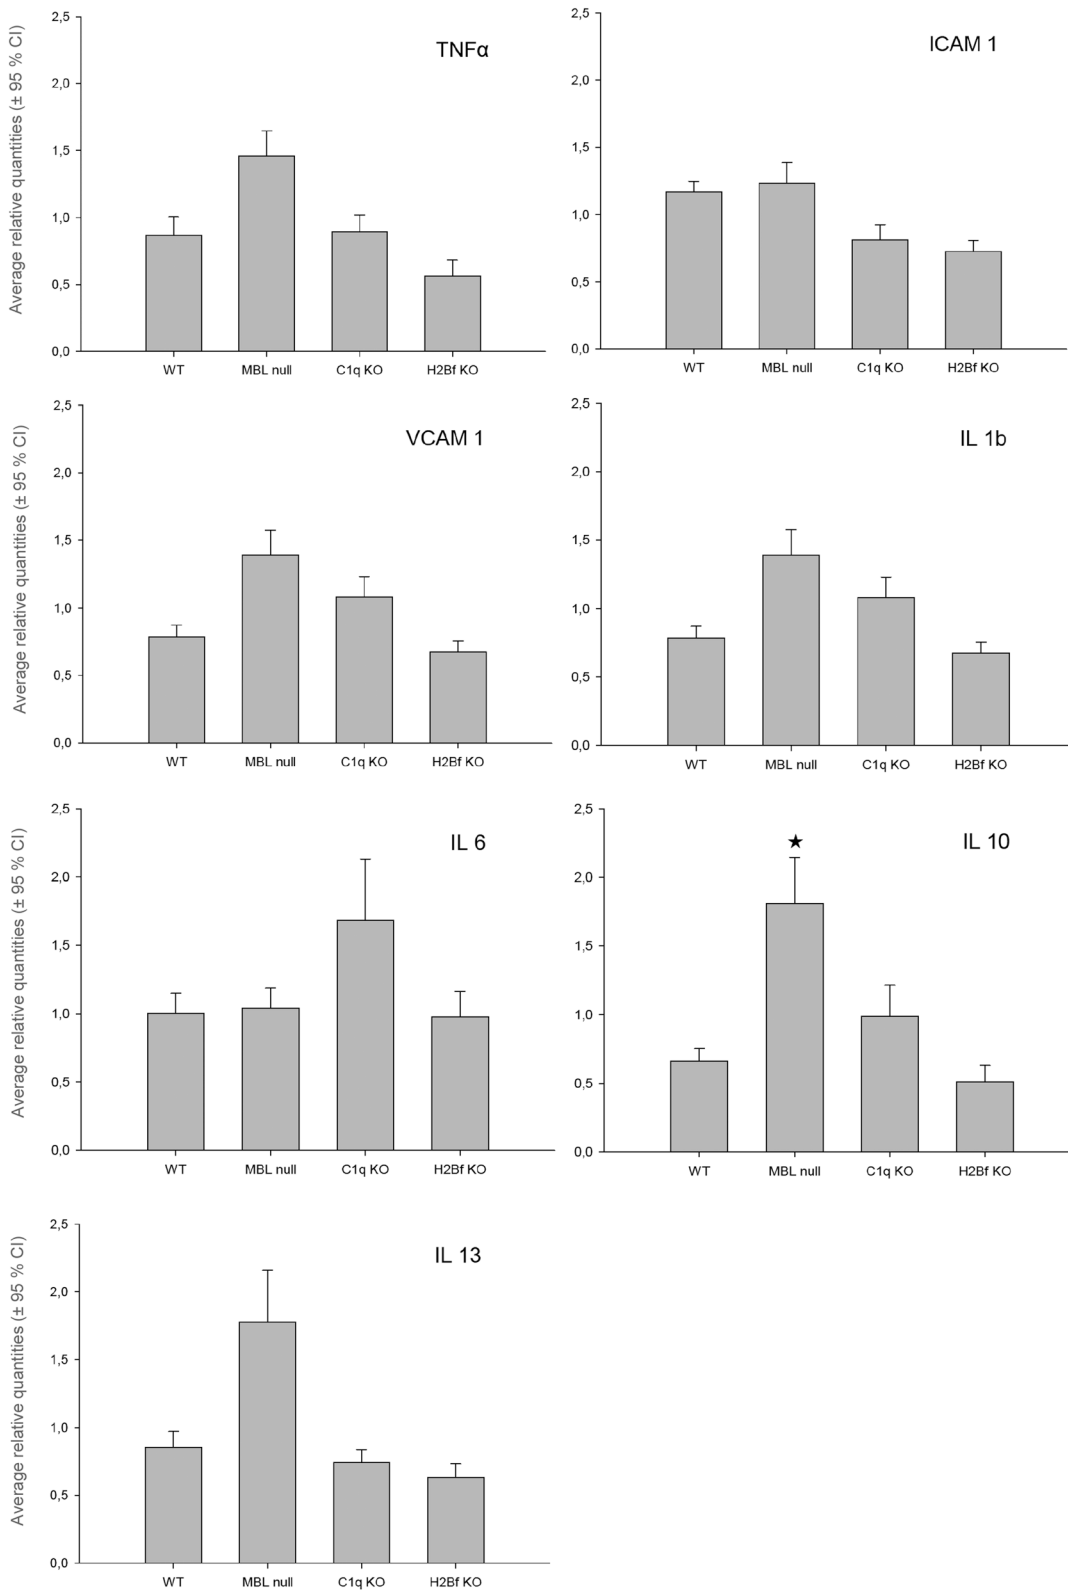 TNFα
Average relative quantities (± 95 % CI)
2,5
2,0
1,5
1,0
0,5
0,0
WT MBL null C1q KO H2Bf KO
ICAM 1
2,5
2,0
1,5
1,0
0,5
0,0
WT MBL null C1q KO H2Bf KO
VCAM 1
Average relative quantities (± 95 % CI)
2,5
2,0
1,5
1,0
0,5
0,0
WT MBL null C1q KO H2Bf KO
IL 1b
2,5
2,0
1,5
1,0
0,5
0,0
WT MBL null C1q KO H2Bf KO
IL 6
Average relative quantities (± 95 % CI)
2,5
2,0
1,5
1,0
0,5
0,0
WT MBL null C1q KO H2Bf KO
IL 10
2,5
2,0
1,5
1,0
0,5
0,0
★
WT MBL null C1q KO H2Bf KO
IL 13
Average relative quantities (± 95 % CI)
2,5
2,0
1,5
1,0
0,5
0,0
WT MBL null C1q KO H2Bf KO